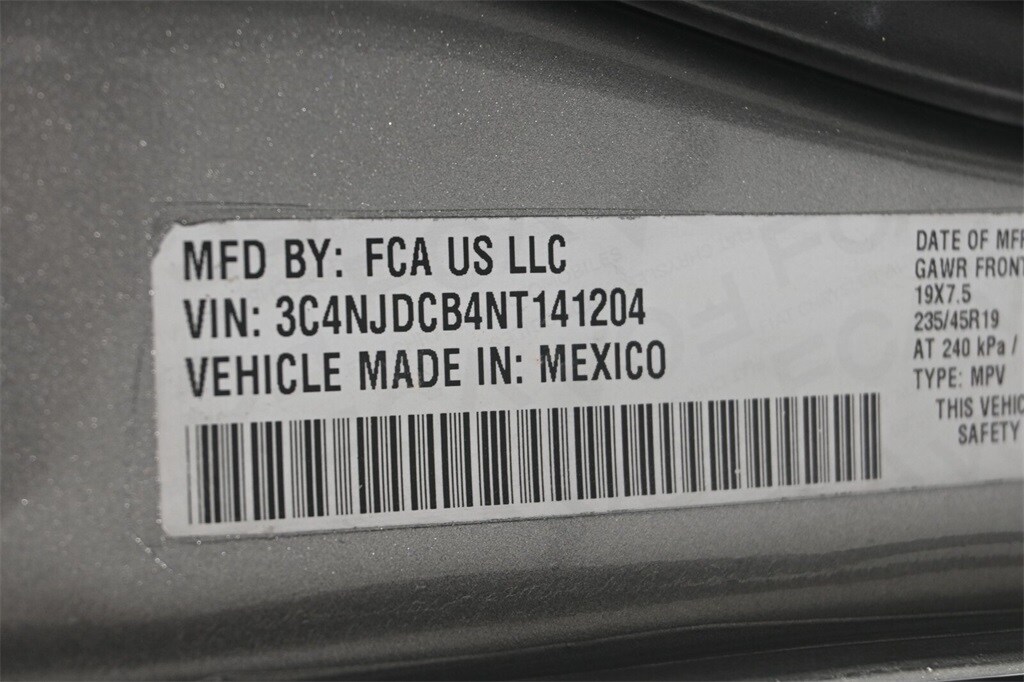 MFD BY: FCA US LLC
VIN: 3C4NJDCB4NT141204
VEHICLE MADE IN: MEXICO
DATE OF MFR
GAWR FRONT
19X7.5
235/45R19
AT 240 kPa /
TYPE: MPV
THIS VEHIC
SAFETY